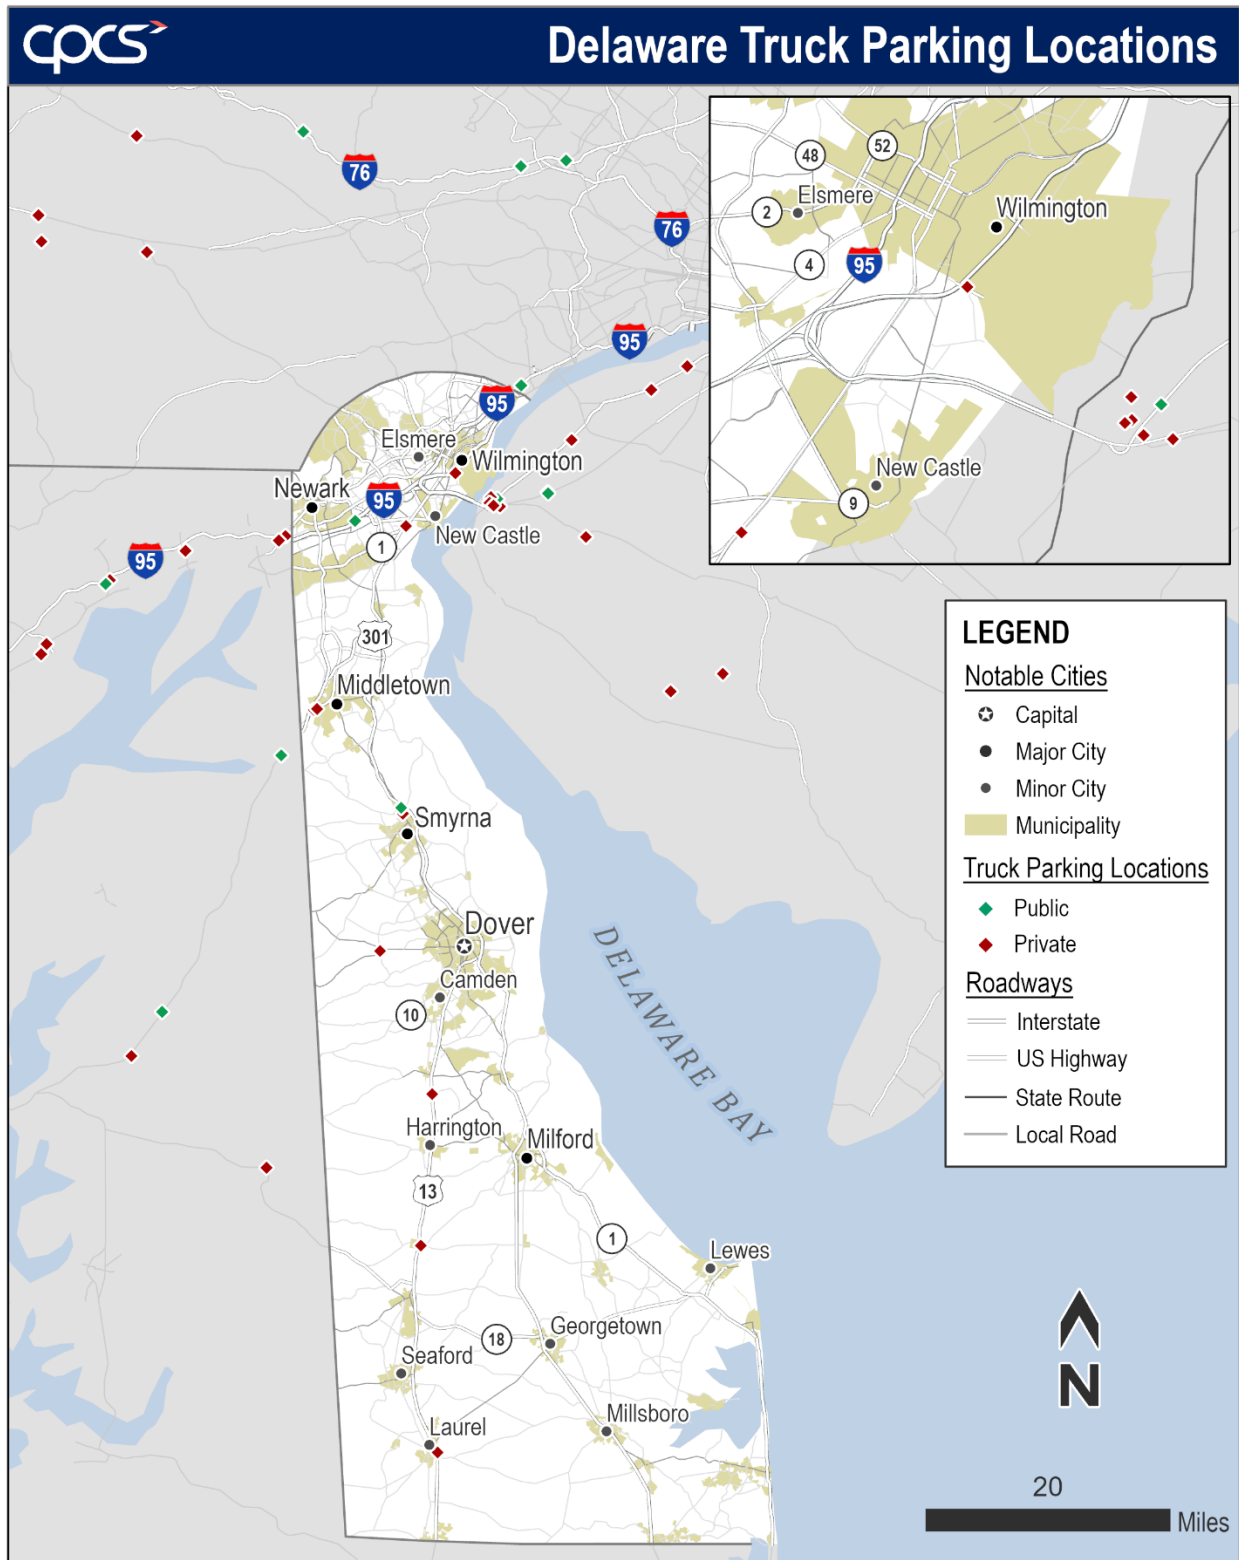 cpcs
Delaware Truck Parking Locations
76
76
95
95
95
95
Elsmere
Wilmington
Newark
New Castle
1
301
Middletown
Smyrna
Dover
Camden
10
Harrington
Milford
13
1
Lewes
Georgetown
18
Seaford
Laurel
Millsboro
DELAWARE BAY
52
48
Elsmere
2
Wilmington
4
95
New Castle
9
LEGEND
Notable Cities
Capital
Major City
Minor City
Municipality
Truck Parking Locations
Public
Private
Roadways
Interstate
US Highway
State Route
Local Road
N
20
Miles